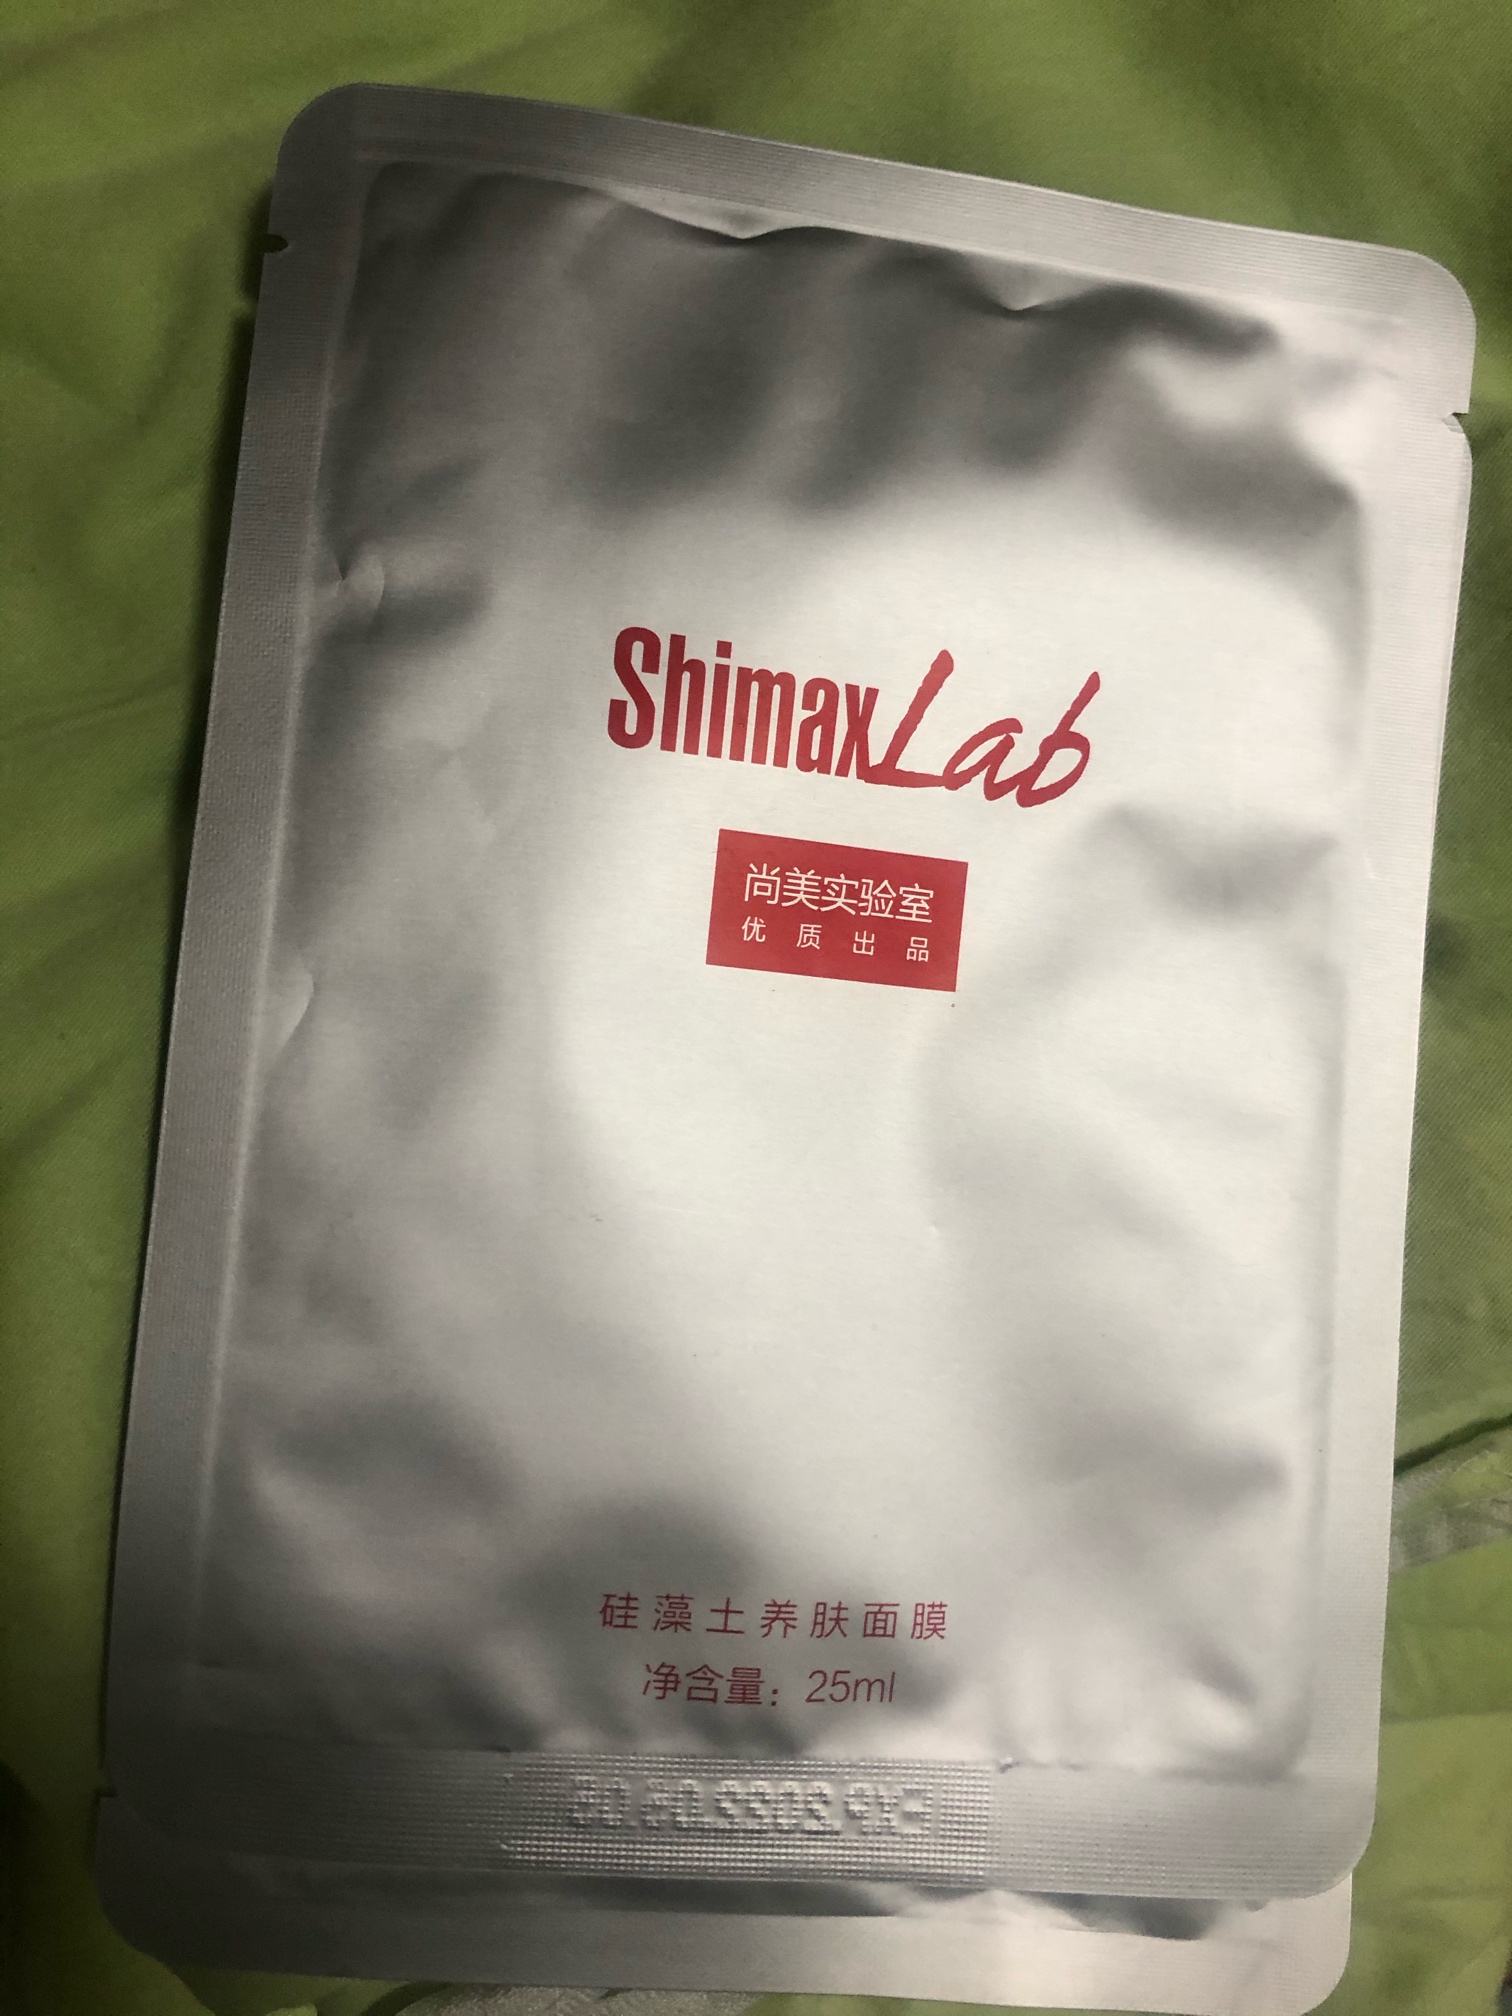 ShimaxLab
尚美实验室
优质出品
硅藻土养肤面膜
净含量：25ml